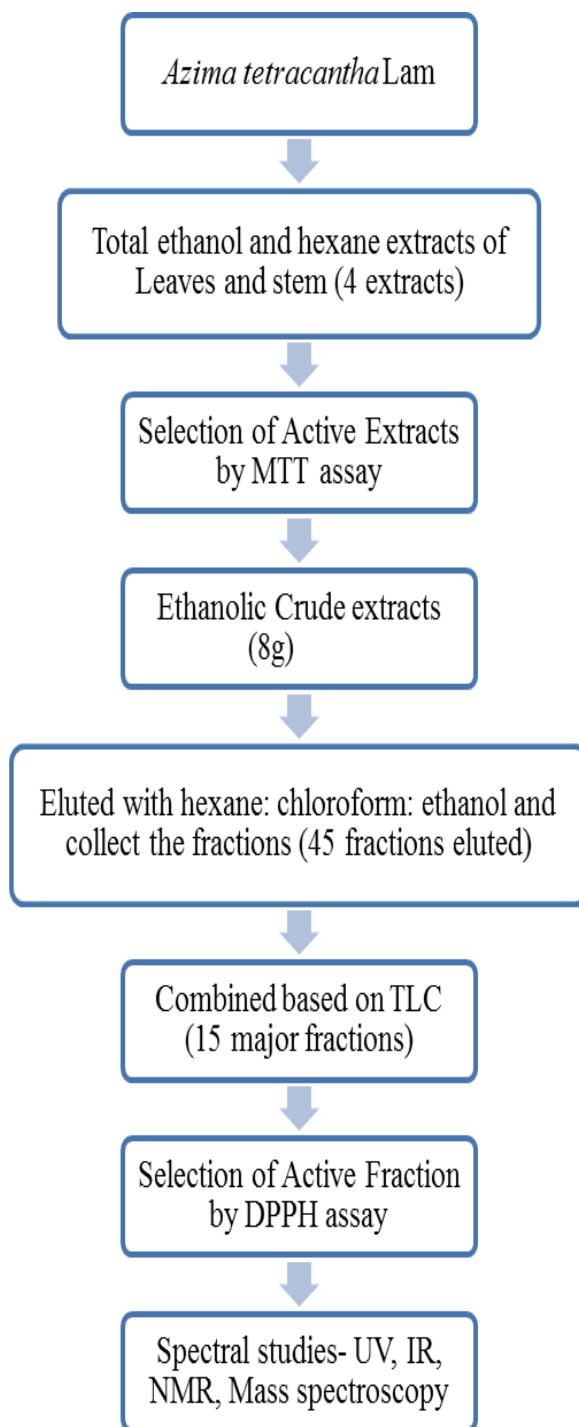 Azima tetracantha Lam
Total ethanol and hexane extracts of
Leaves and stem (4 extracts)
Selection of Active Extracts
by MTT assay
Ethanolic Crude extracts
(8g)
Eluted with hexane: chloroform: ethanol and
collect the fractions (45 fractions eluted)
Combined based on TLC
(15 major fractions)
Selection of Active Fraction
by DPPH assay
Spectral studies- UV, IR,
NMR, Mass spectroscopy